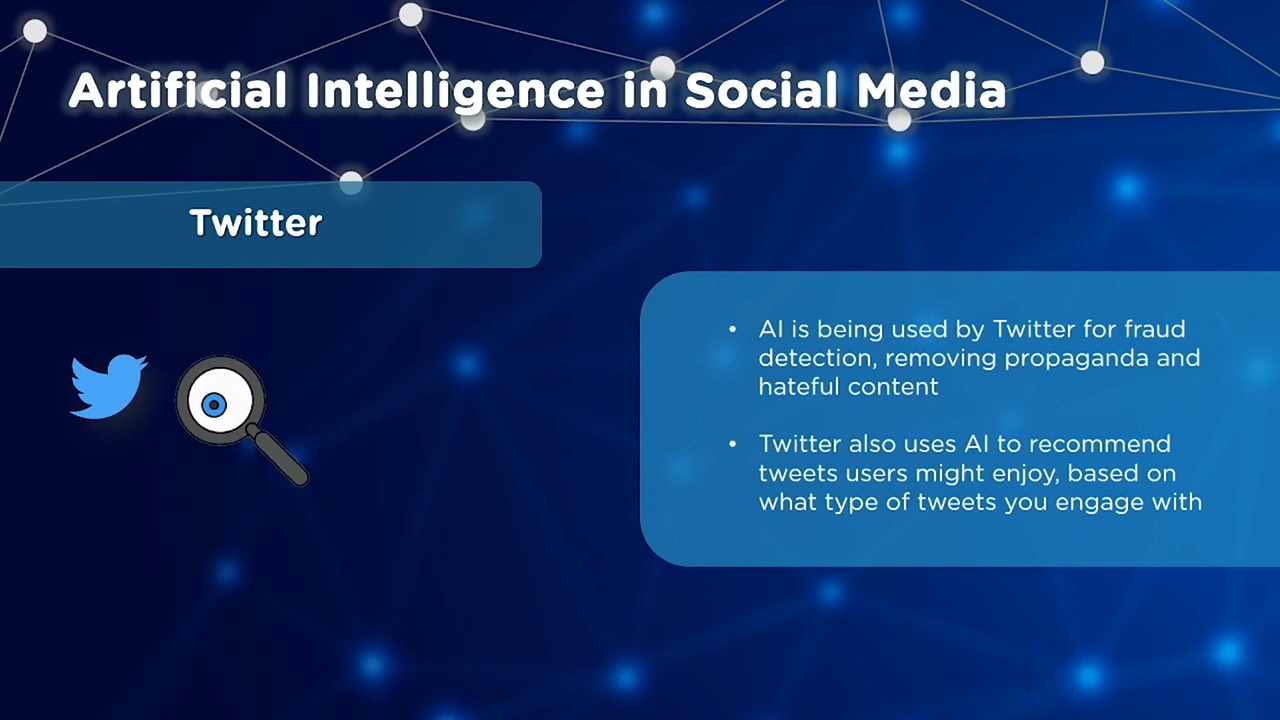 Artificial Intelligence in Social Media
Twitter
• AI is being used by Twitter for fraud
detection, removing propaganda and
hateful content
• Twitter also uses AI to recommend
tweets users might enjoy, based on
what type of tweets you engage with